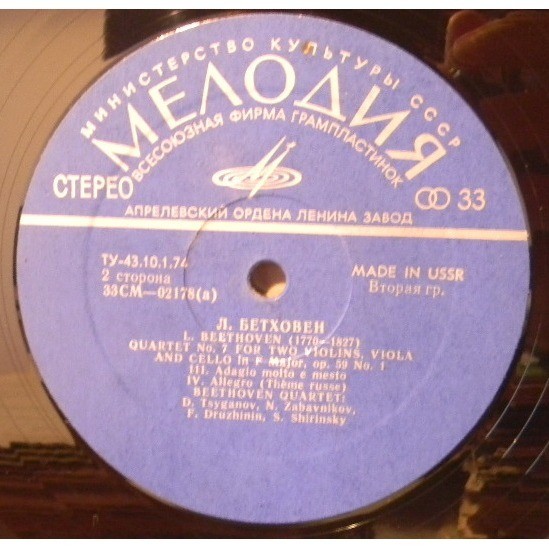 МИНИСТЕРСТВО КУЛЬТУРЫ СССР
МЕЛОДИЯ
ВСЕСОЮЗНАЯ ФИРМА ГРАМПЛАСТИНОК
СТЕРЕО
33
АПРЕЛЕВСКИЙ ОРДЕНА ЛЕНИНА ЗАВОД
ТУ-43.10.1.74
2 сторона
33СМ—02178(а)
MADE IN USSR
Вторая гр.
Л. БЕТХОВЕН
L. BEETHOVEN (1770—1827)
QUARTET No. 7 FOR TWO VIOLINS, VIOLA
AND CELLO In F Major, op. 59 No. 1
III. Adagio molto e mesto
IV. Allegro (Thème russe)
BEETHOVEN QUARTET:
D. Tsyganov, N. Zabavnikov,
F. Druzhinin, S. Shirinsky